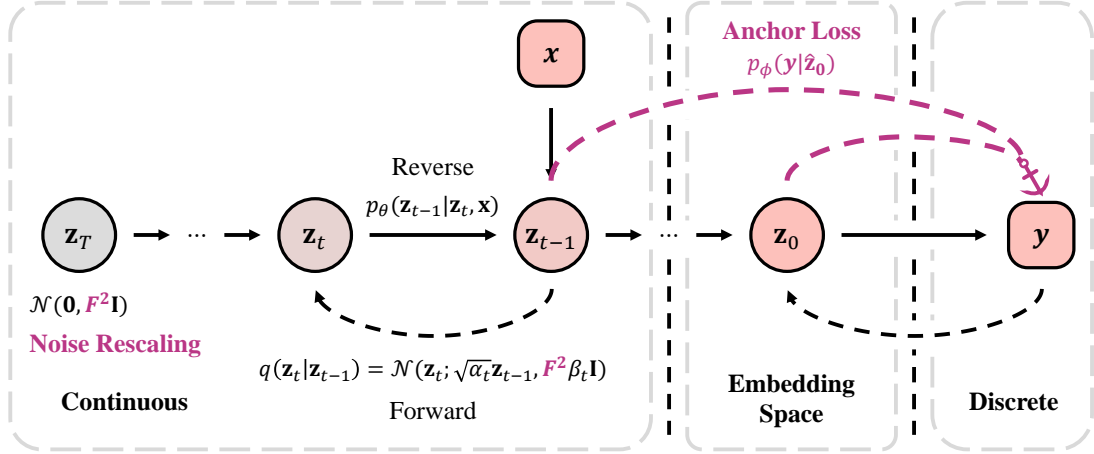 x
Anchor Loss
p_ϕ(y|ẑ_0)
Reverse
p_θ(z_{t−1}|z_t, x)
z_T ... z_t z_{t−1} ... z_0 y
𝒩(0, F²I)
Noise Rescaling
q(z_t|z_{t−1}) = 𝒩(z_t; √α_t z_{t−1}, F²β_t I)
Forward
Continuous
Embedding
Space
Discrete